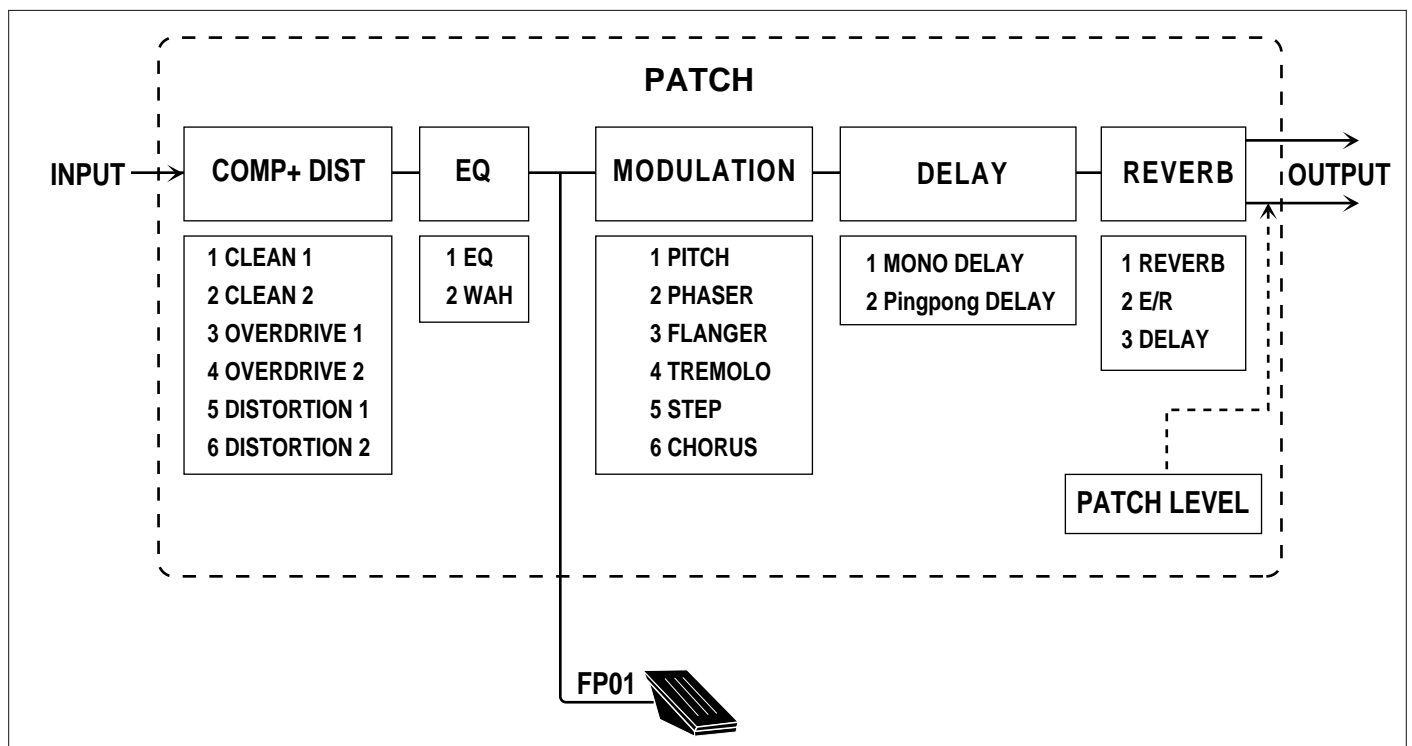 PATCH
INPUT
COMP+ DIST
EQ
MODULATION
DELAY
REVERB
OUTPUT
1 CLEAN 1
2 CLEAN 2
3 OVERDRIVE 1
4 OVERDRIVE 2
5 DISTORTION 1
6 DISTORTION 2
1 EQ
2 WAH
1 PITCH
2 PHASER
3 FLANGER
4 TREMOLO
5 STEP
6 CHORUS
1 MONO DELAY
2 Pingpong DELAY
1 REVERB
2 E/R
3 DELAY
PATCH LEVEL
FP01